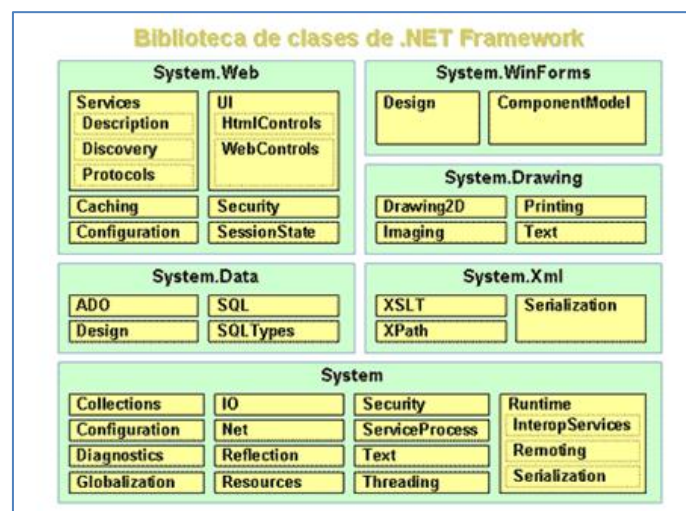 Biblioteca de clases de .NET Framework
System.Web
Services
Description
Discovery
Protocols
UI
HtmlControls
WebControls
Caching
Security
Configuration
SessionState
System.WinForms
Design
ComponentModel
System.Drawing
Drawing2D
Printing
Imaging
Text
System.Data
ADO
SQL
Design
SQLTypes
System.Xml
XSLT
Serialization
XPath
System
Collections
IO
Security
Runtime
Configuration
Net
ServiceProcess
InteropServices
Diagnostics
Reflection
Text
Remoting
Globalization
Resources
Threading
Serialization